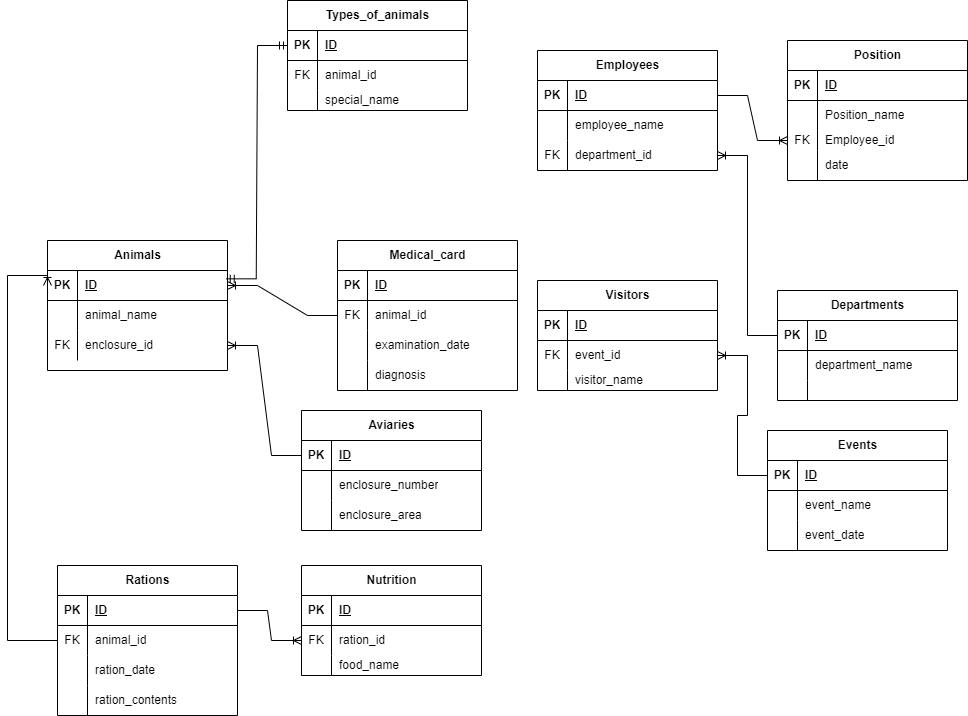 Types_of_animals
PK ID
FK animal_id
special_name
Employees
PK ID
employee_name
FK department_id
Position
PK ID
Position_name
FK Employee_id
date
Animals
PK ID
animal_name
FK enclosure_id
Medical_card
PK ID
FK animal_id
examination_date
diagnosis
Visitors
PK ID
FK event_id
visitor_name
Departments
PK ID
department_name
Aviaries
PK ID
enclosure_number
enclosure_area
Events
PK ID
event_name
event_date
Rations
PK ID
FK animal_id
ration_date
ration_contents
Nutrition
PK ID
FK ration_id
food_name